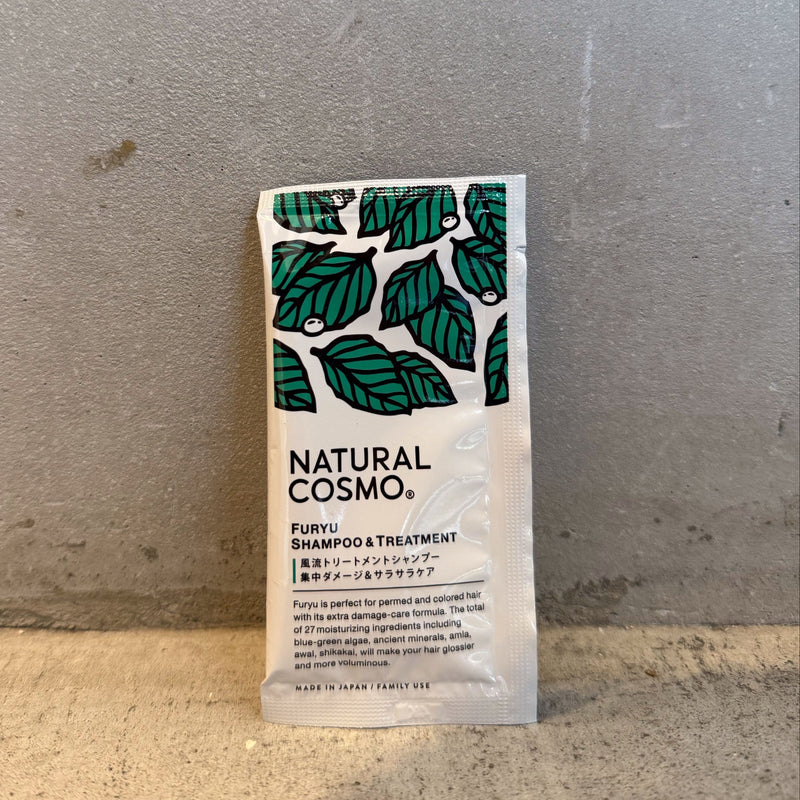 NATURAL
COSMO®
FURYU
SHAMPOO & TREATMENT
風流トリートメントシャンプー
集中ダメージ&サラサラケア
Furyu is perfect for permed and colored hair
with its extra damage-care formula. The total
of 27 moisturizing ingredients including
blue-green algae, ancient minerals, amla,
awai, shikakai, will make your hair glossier
and more voluminous.
MADE IN JAPAN / FAMILY USE